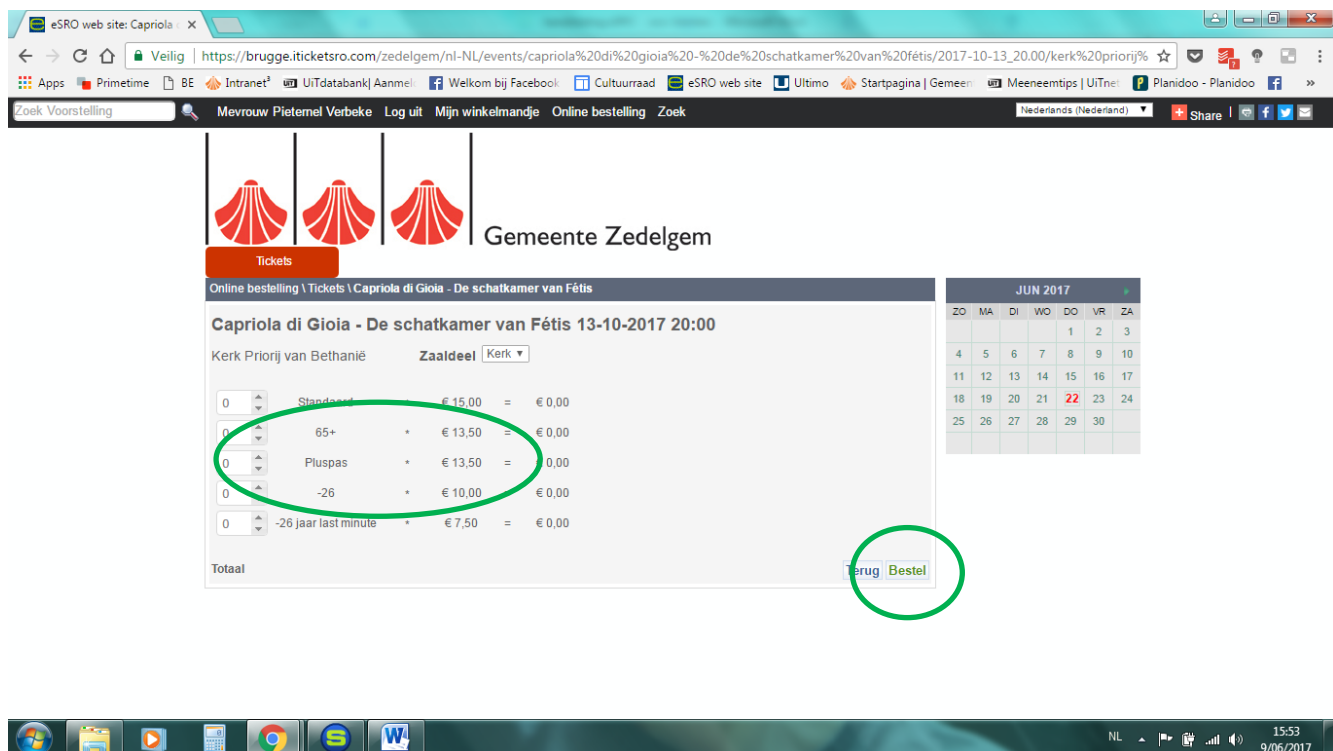 eSRO web site: Capriola
Veilig | https://brugge.iticketsro.com/zedelgem/nl-NL/events/capriola%20di%20gioia%20-%20de%20schatkamer%20van%20fétis/2017-10-13_20.00/kerk%20priorij%
Apps Primetime BE Intranet³ UiTdatabank| Aanmel Welkom bij Facebook Cultuurraad eSRO web site Ultimo Startpagina | Gemeen Meeneemtips | UiTnet Planidoo - Planidoo »
Zoek Voorstelling Mevrouw Pieternel Verbeke Log uit Mijn winkelmandje Online bestelling Zoek Nederlands (Nederland) Share
Gemeente Zedelgem
Tickets
Online bestelling \ Tickets \ Capriola di Gioia - De schatkamer van Fétis
Capriola di Gioia - De schatkamer van Fétis 13-10-2017 20:00
Kerk Priorij van Bethanië Zaaldeel Kerk
0 Standaard * € 15,00 = € 0,00
0 65+ * € 13,50 = € 0,00
0 Pluspas * € 13,50 = € 0,00
0 -26 * € 10,00 € 0,00
0 -26 jaar last minute * € 7,50 = € 0,00
Totaal Terug Bestel
JUN 2017
ZO MA DI WO DO VR ZA
1 2 3
4 5 6 7 8 9 10
11 12 13 14 15 16 17
18 19 20 21 22 23 24
25 26 27 28 29 30
NL 15:53
9/06/2017